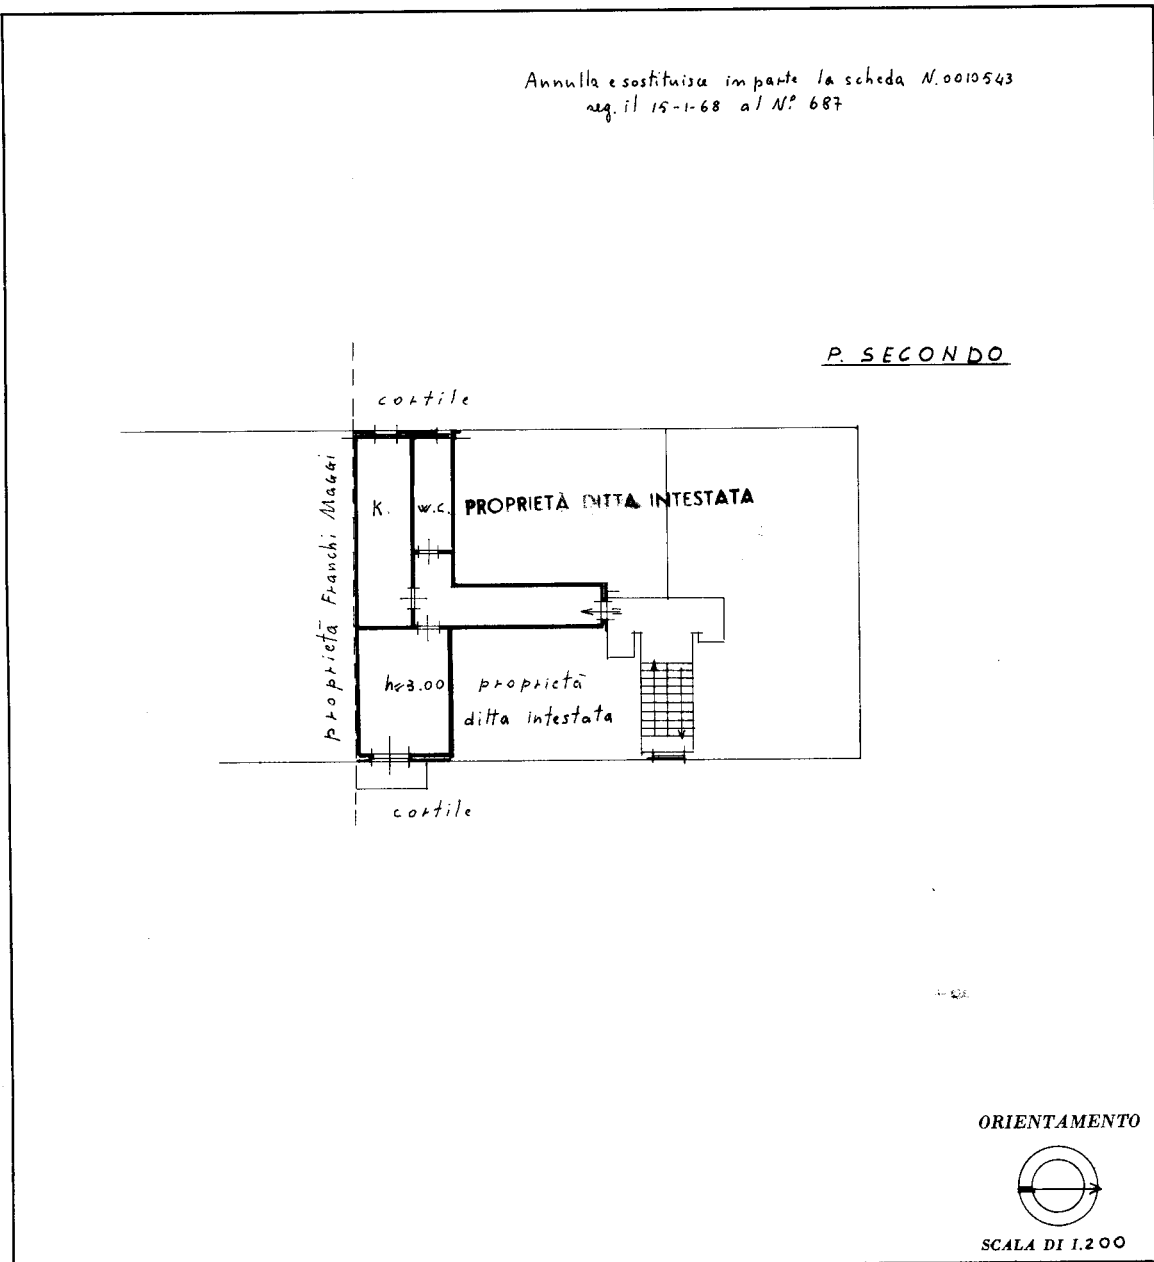 Annulla e sostituisce in parte la scheda N. 0010543
reg. il 15-1-68 al N.° 687
P. SECONDO
cortile
proprietà Franchi Maggi
K.
w.c.
PROPRIETÀ DITTA INTESTATA
h=3.00
proprietà
ditta intestata
cortile
ORIENTAMENTO
SCALA DI 1.200